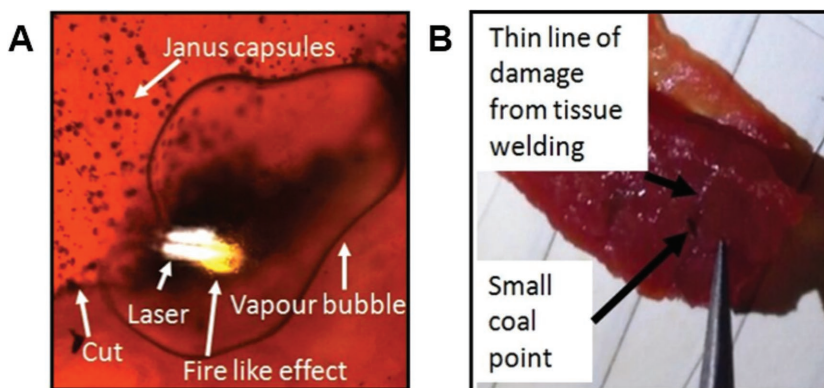 A
Janus capsules
Laser
Vapour bubble
Cut
Fire like effect
B
Thin line of
damage
from tissue
welding
Small
coal
point